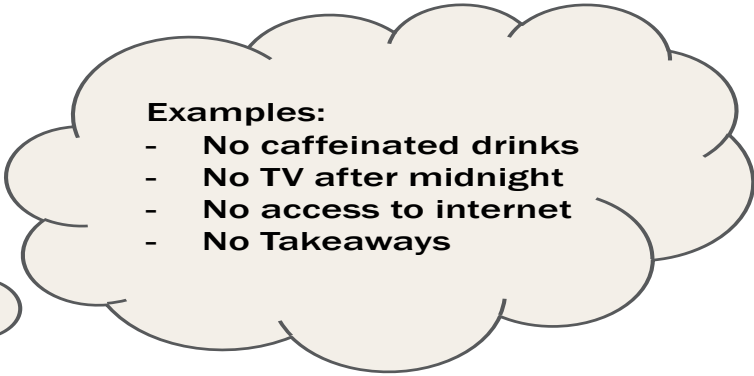 Examples:
- No caffeinated drinks
- No TV after midnight
- No access to internet
- No Takeaways